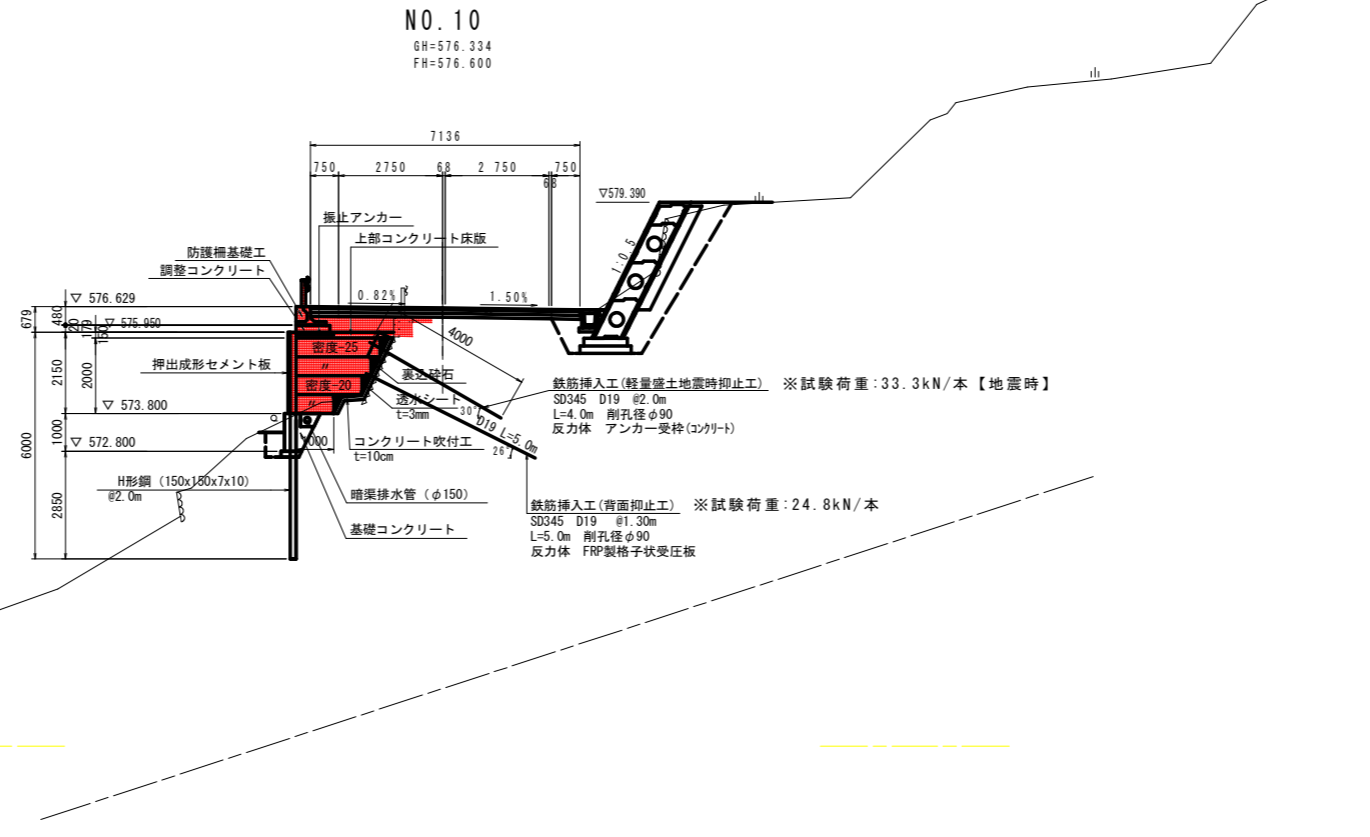 NO.10
GH=576.334
FH=576.600
7136
750
2750
68
2 750
68
750
▽579.390
1:0.5
振止アンカー
上部コンクリート床版
防護柵基礎工
調整コンクリート
0.82%
1.50%
▽ 576.629
▽ 575.950
679
480
20
179
150
4000
押出成形セメント板
2150
2000
密度-25
〃
密度-20
〃
裏込砕石
透水シート
t=3mm
30°
D19 L=5.0m
26°
▽ 573.800
6000
1000
▽ 572.800
コンクリート吹付工
t=10cm
H形鋼 (150x150x7x10)
@2.0m
2850
暗渠排水管 (φ150)
基礎コンクリート
鉄筋挿入工(軽量盛土地震時抑止工) ※試験荷重:33.3kN/本【地震時】
SD345 D19 @2.0m
L=4.0m 削孔径φ90
反力体 アンカー受枠(コンクリート)
鉄筋挿入工(背面抑止工) ※試験荷重:24.8kN/本
SD345 D19 @1.30m
L=5.0m 削孔径φ90
反力体 FRP製格子状受圧板